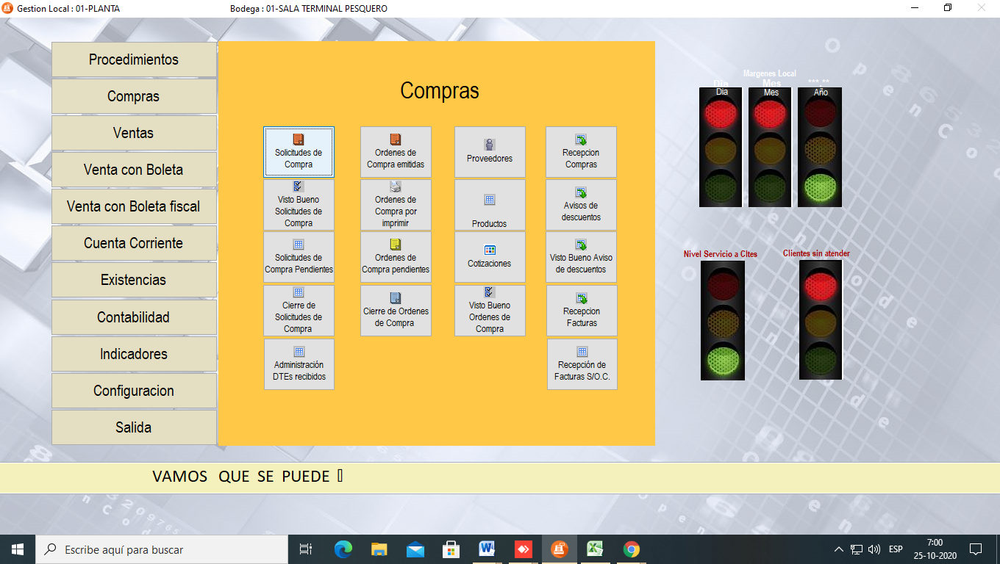 Gestion Local : 01-PLANTA
Bodega : 01-SALA TERMINAL PESQUERO
Procedimientos
Compras
Ventas
Venta con Boleta
Venta con Boleta fiscal
Cuenta Corriente
Existencias
Contabilidad
Indicadores
Configuracion
Salida
Compras
Solicitudes de
Compra
Ordenes de
Compra emitidas
Proveedores
Recepcion
Compras
Visto Bueno
Solicitudes de
Compra
Ordenes de
Compra por
imprimir
Productos
Avisos de
descuentos
Solicitudes de
Compra Pendientes
Ordenes de
Compra pendientes
Cotizaciones
Visto Bueno Aviso
de descuentos
Cierre de
Solicitudes de
Compra
Cierre de Ordenes
de Compra
Visto Bueno
Ordenes de
Compra
Recepcion
Facturas
Administración
DTEs recibidos
Recepción de
Facturas S/O.C.
Margenes Local
Dia
Mes
***,**
Dia
Mes
Año
Nivel Servicio a Cltes
Clientes sin atender
VAMOS QUE SE PUEDE
Escribe aquí para buscar
ESP
7:00
25-10-2020